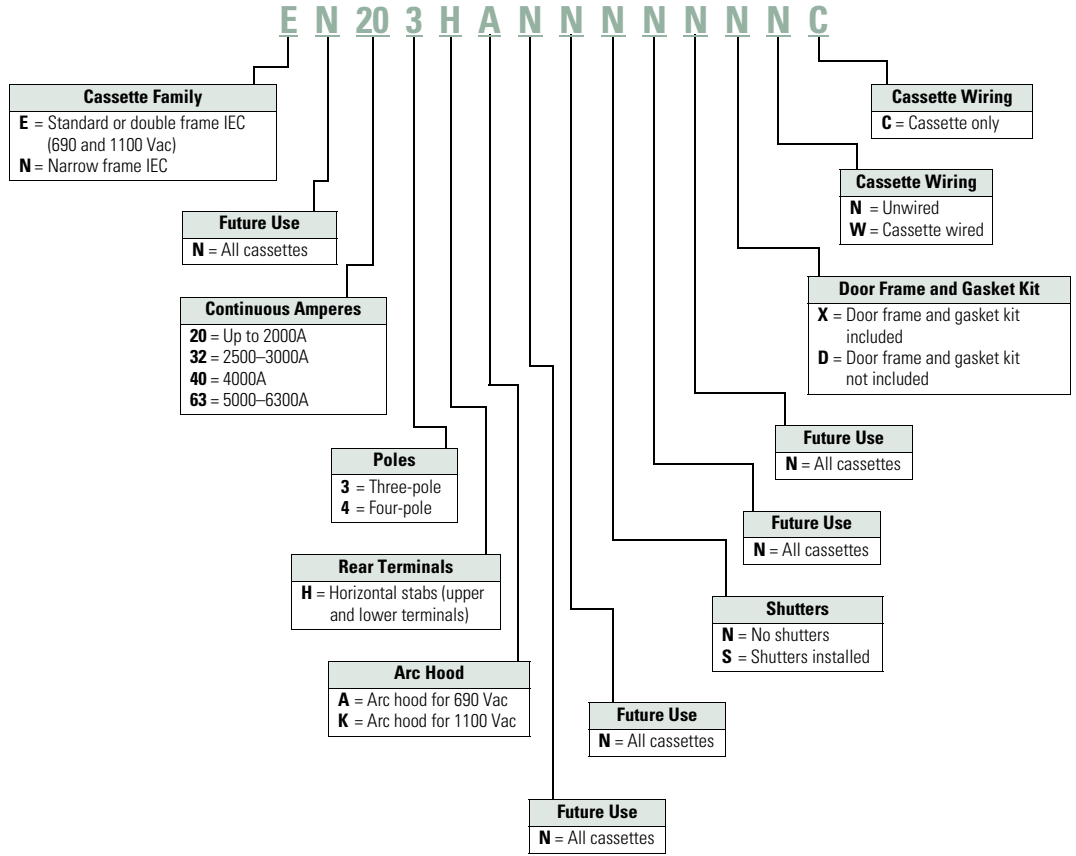 E N 20 3 H A N N N N N N N C
Cassette Family
E = Standard or double frame IEC
(690 and 1100 Vac)
N = Narrow frame IEC
Future Use
N = All cassettes
Continuous Amperes
20 = Up to 2000A
32 = 2500–3000A
40 = 4000A
63 = 5000–6300A
Poles
3 = Three-pole
4 = Four-pole
Rear Terminals
H = Horizontal stabs (upper
and lower terminals)
Arc Hood
A = Arc hood for 690 Vac
K = Arc hood for 1100 Vac
Future Use
N = All cassettes
Future Use
N = All cassettes
Shutters
N = No shutters
S = Shutters installed
Future Use
N = All cassettes
Future Use
N = All cassettes
Door Frame and Gasket Kit
X = Door frame and gasket kit
included
D = Door frame and gasket kit
not included
Cassette Wiring
N = Unwired
W = Cassette wired
Cassette Wiring
C = Cassette only